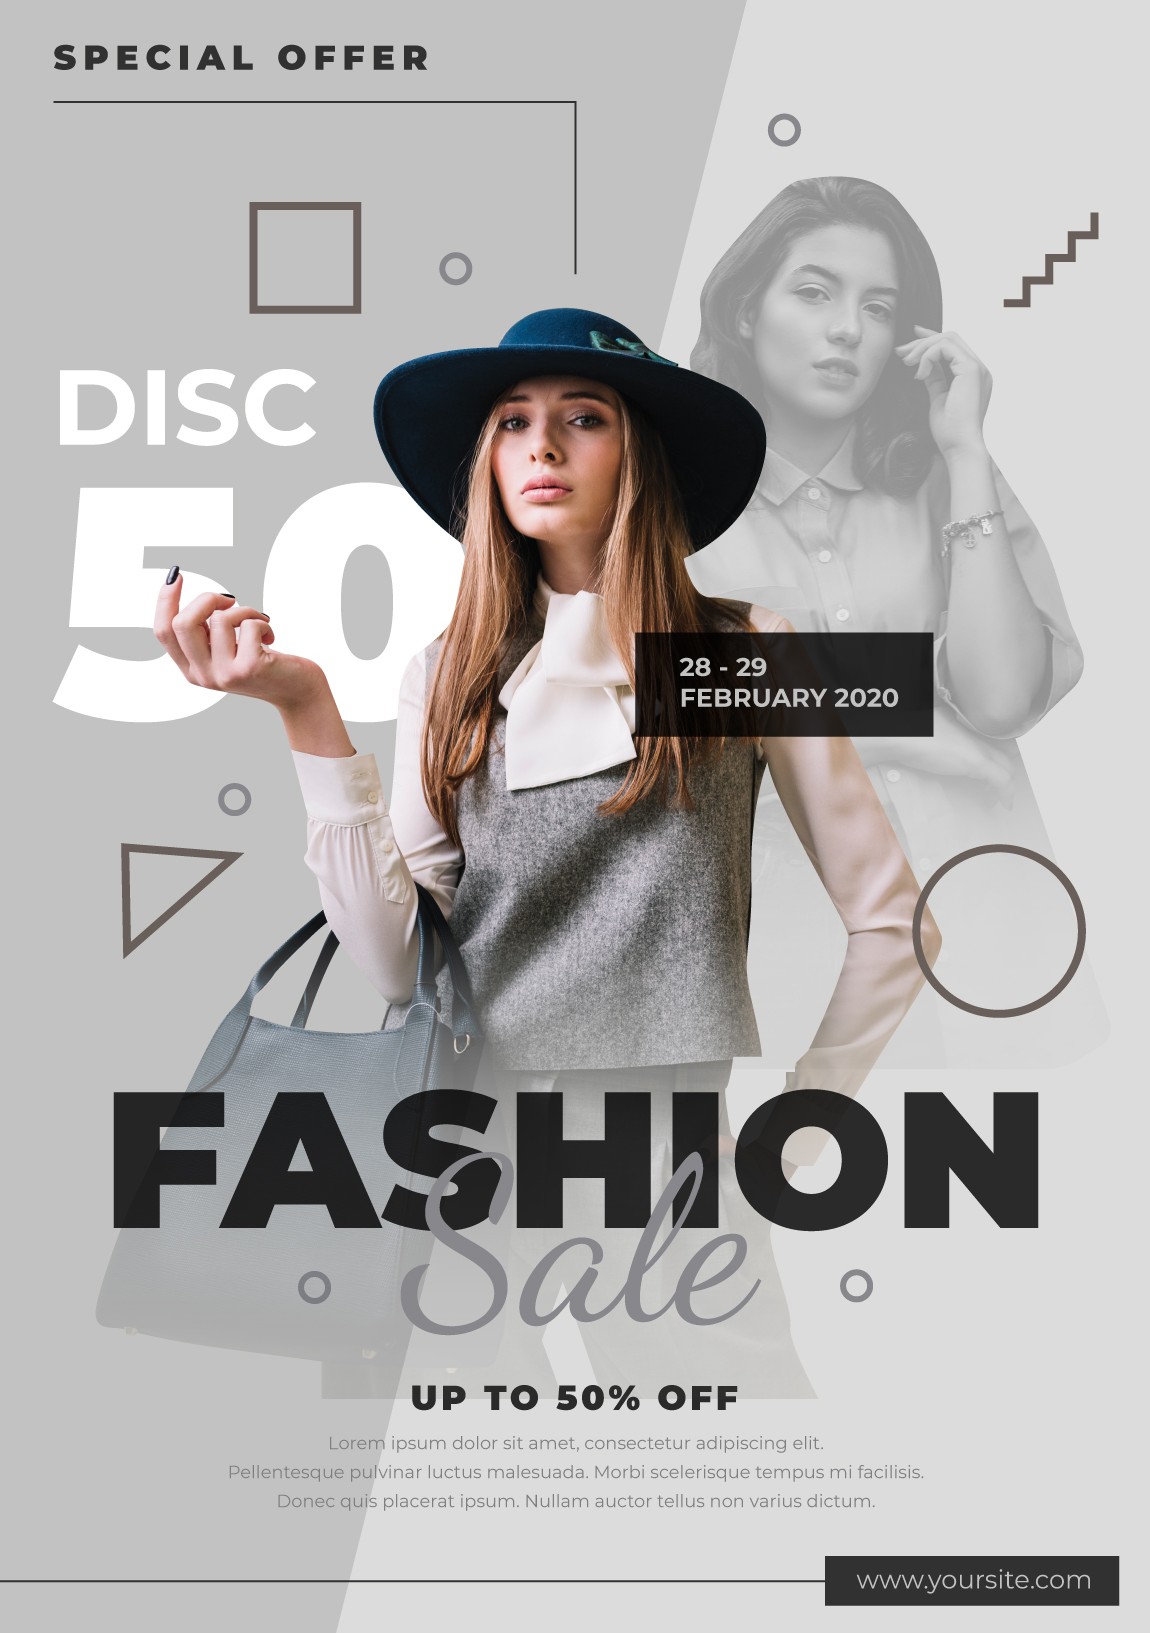 SPECIAL OFFER
DISC
50
28 - 29
FEBRUARY 2020
FASHION
Sale
UP TO 50% OFF
Lorem ipsum dolor sit amet, consectetur adipiscing elit.
Pellentesque pulvinar luctus malesuada. Morbi scelerisque tempus mi facilisis.
Donec quis placerat ipsum. Nullam auctor tellus non varius dictum.
www.yoursite.com